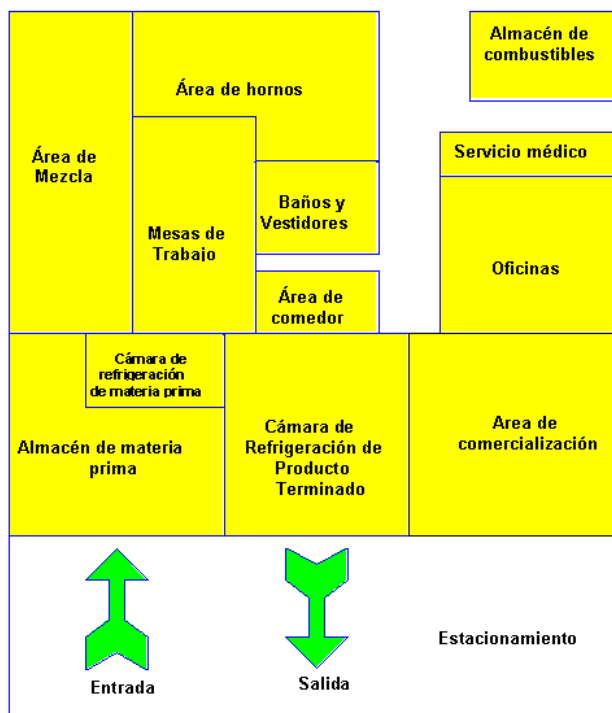 Almacén de
combustibles
Área de hornos
Área de
Mezcla
Servicio médico
Baños y
Vestidores
Mesas de
Trabajo
Oficinas
Área de
comedor
Cámara de
refrigeración
de materia prima
Almacén de materia
prima
Cámara de
Refrigeración de
Producto
Terminado
Area de
comercialización
Estacionamiento
Entrada
Salida